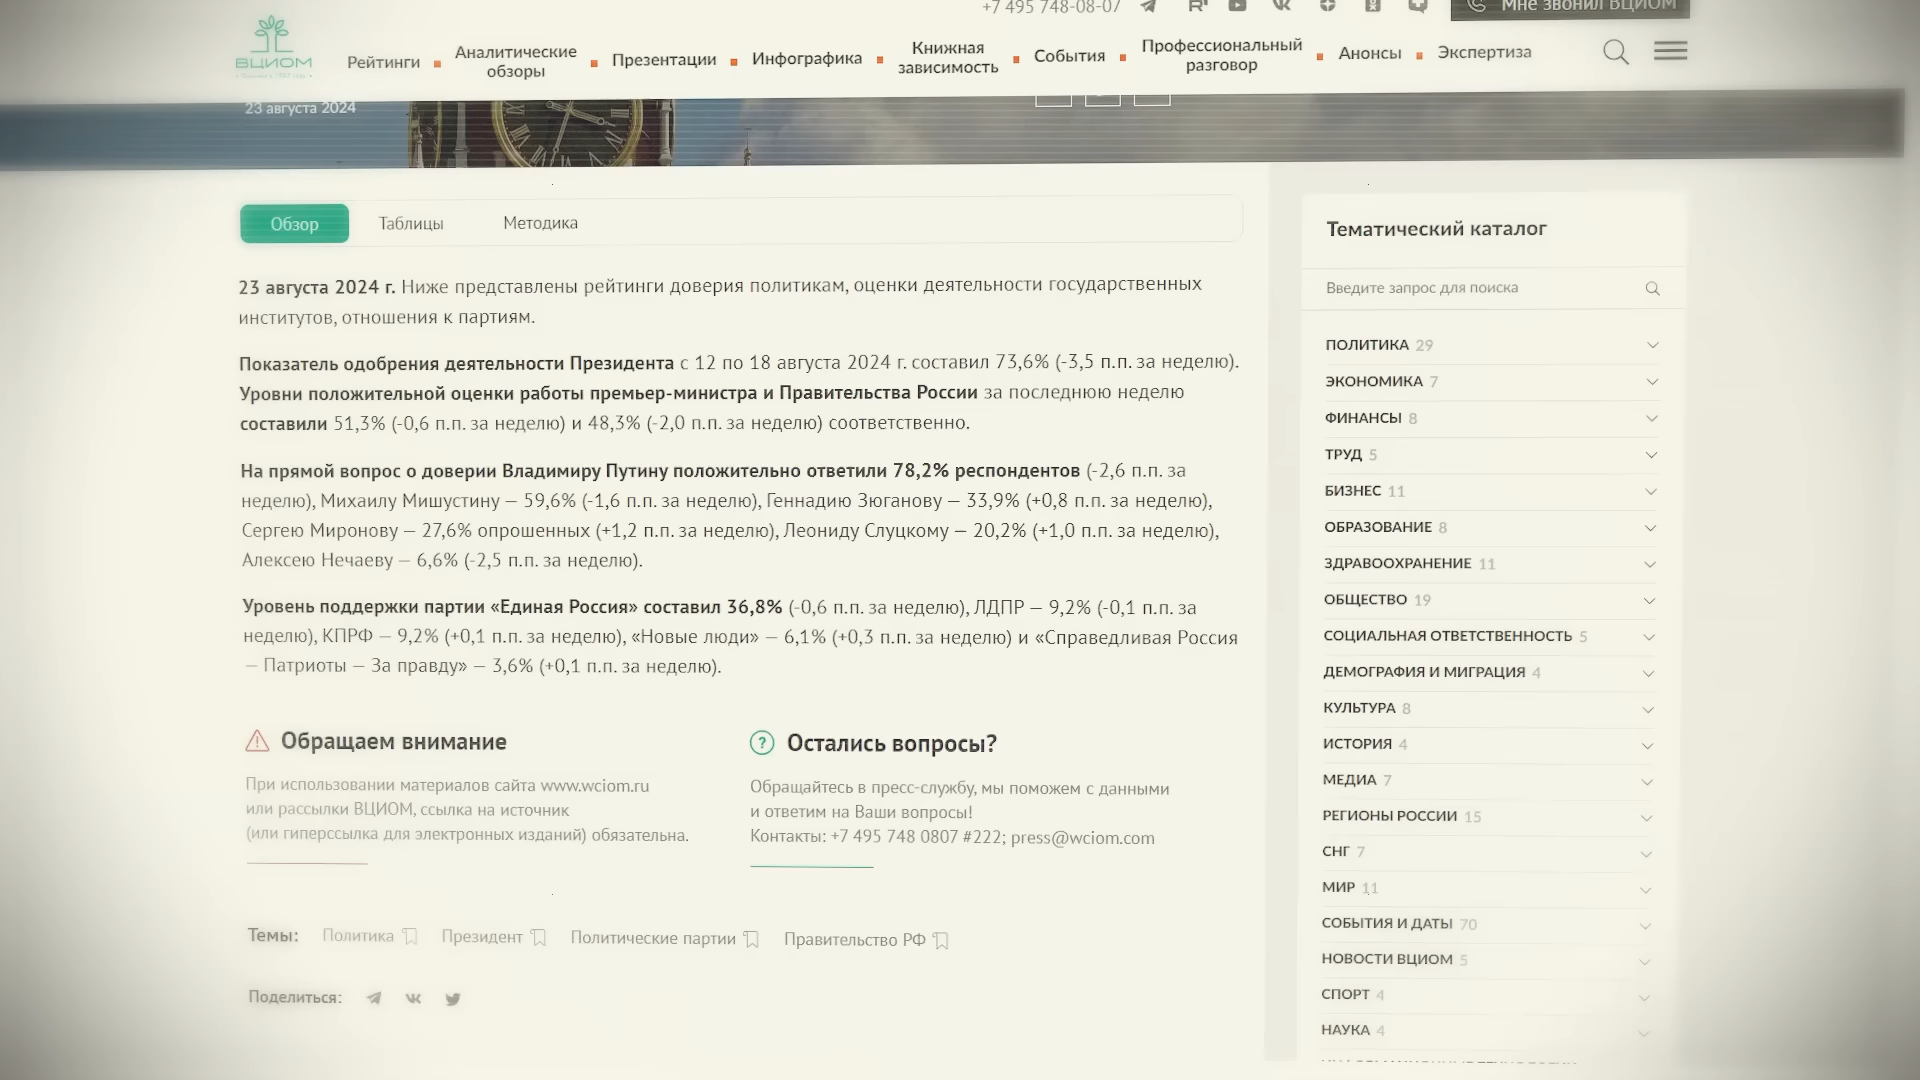 +7 495 748-08-07
Мне звонил ВЦИОМ
ВЦИОМ
Рейтинги
Аналитические
обзоры
Презентации
Инфографика
Книжная
зависимость
События
Профессиональный
разговор
Анонсы
Экспертиза
23 августа 2024
Обзор
Таблицы
Методика
23 августа 2024 г. Ниже представлены рейтинги доверия политикам, оценки деятельности государственных
институтов, отношения к партиям.
Показатель одобрения деятельности Президента с 12 по 18 августа 2024 г. составил 73,6% (-3,5 п.п. за неделю).
Уровни положительной оценки работы премьер-министра и Правительства России за последнюю неделю
составили 51,3% (-0,6 п.п. за неделю) и 48,3% (-2,0 п.п. за неделю) соответственно.
На прямой вопрос о доверии Владимиру Путину положительно ответили 78,2% респондентов (-2,6 п.п. за
неделю), Михаилу Мишустину — 59,6% (-1,6 п.п. за неделю), Геннадию Зюганову — 33,9% (+0,8 п.п. за неделю),
Сергею Миронову — 27,6% опрошенных (+1,2 п.п. за неделю), Леониду Слуцкому — 20,2% (+1,0 п.п. за неделю),
Алексею Нечаеву — 6,6% (-2,5 п.п. за неделю).
Уровень поддержки партии «Единая Россия» составил 36,8% (-0,6 п.п. за неделю), ЛДПР — 9,2% (-0,1 п.п. за
неделю), КПРФ — 9,2% (+0,1 п.п. за неделю), «Новые люди» — 6,1% (+0,3 п.п. за неделю) и «Справедливая Россия
— Патриоты — За правду» — 3,6% (+0,1 п.п. за неделю).
Обращаем внимание
При использовании материалов сайта www.wciom.ru
или рассылки ВЦИОМ, ссылка на источник
(или гиперссылка для электронных изданий) обязательна.
Остались вопросы?
Обращайтесь в пресс-службу, мы поможем с данными
и ответим на Ваши вопросы!
Контакты: +7 495 748 0807 #222; press@wciom.com
Темы: Политика Президент Политические партии Правительство РФ
Поделиться:
Тематический каталог
Введите запрос для поиска
ПОЛИТИКА 29
ЭКОНОМИКА 7
ФИНАНСЫ 8
ТРУД 5
БИЗНЕС 11
ОБРАЗОВАНИЕ 8
ЗДРАВООХРАНЕНИЕ 11
ОБЩЕСТВО 19
СОЦИАЛЬНАЯ ОТВЕТСТВЕННОСТЬ 5
ДЕМОГРАФИЯ И МИГРАЦИЯ 4
КУЛЬТУРА 8
ИСТОРИЯ 4
МЕДИА 7
РЕГИОНЫ РОССИИ 15
СНГ 7
МИР 11
СОБЫТИЯ И ДАТЫ 70
НОВОСТИ ВЦИОМ 5
СПОРТ 4
НАУКА 4